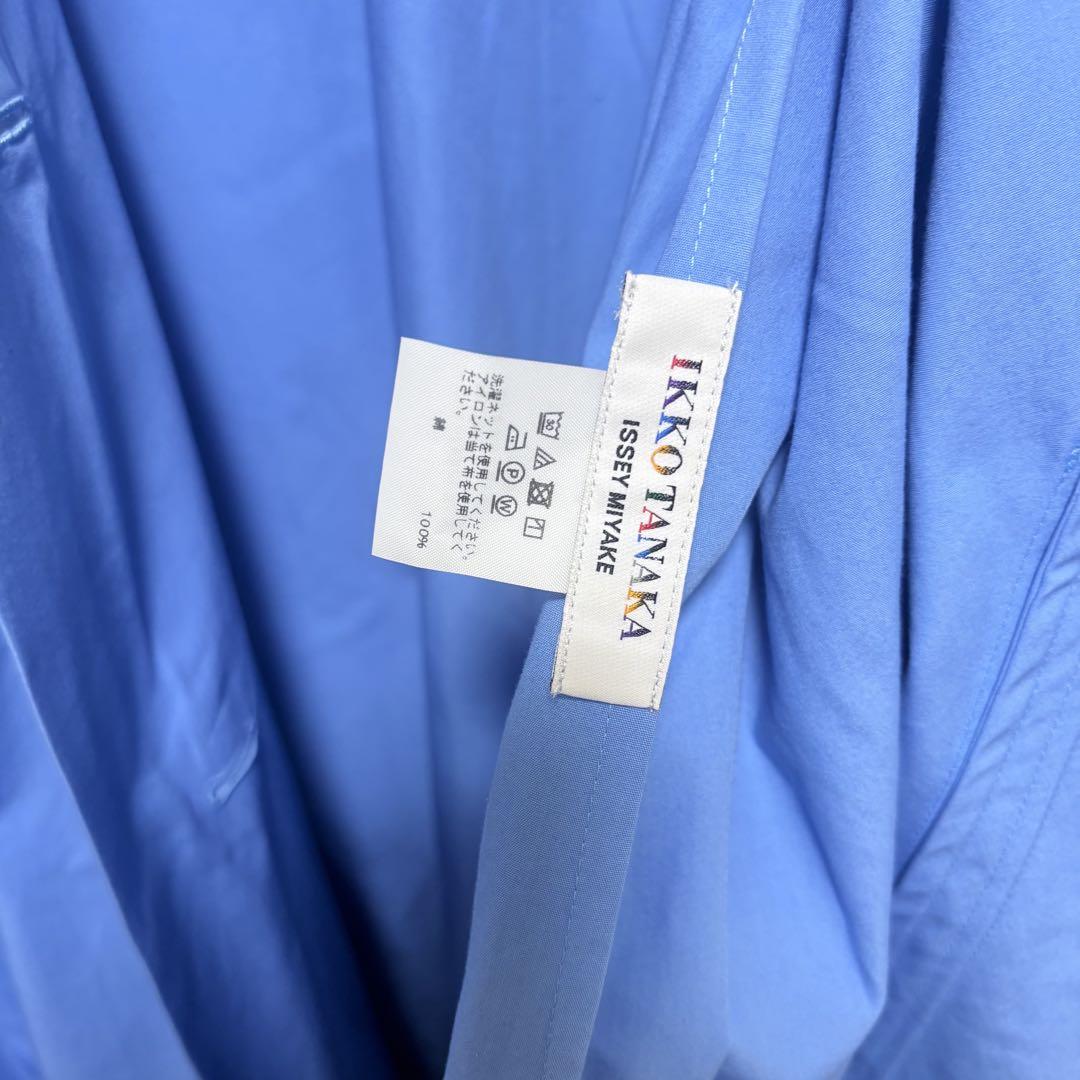 IKKO TANAKA
ISSEY MIYAKE
30
P
W
洗濯ネットを使用してください。
アイロンは当て布を使用してく
ださい。
綿 100%